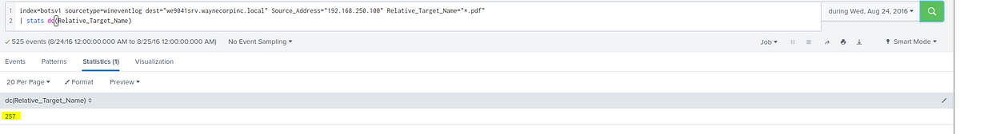 1 index=botsv1 sourcetype=wineventlog dest="we9041srv.waynecorpinc.local" Source_Address="192.168.250.100" Relative_Target_Name="*.pdf"
during Wed, Aug 24, 2016
2 | stats dc(Relative_Target_Name)
525 events (8/24/16 12:00:00.000 AM to 8/25/16 12:00:00.000 AM) No Event Sampling Job Smart Mode
Events Patterns Statistics (1) Visualization
20 Per Page Format Preview
dc(Relative_Target_Name)
257